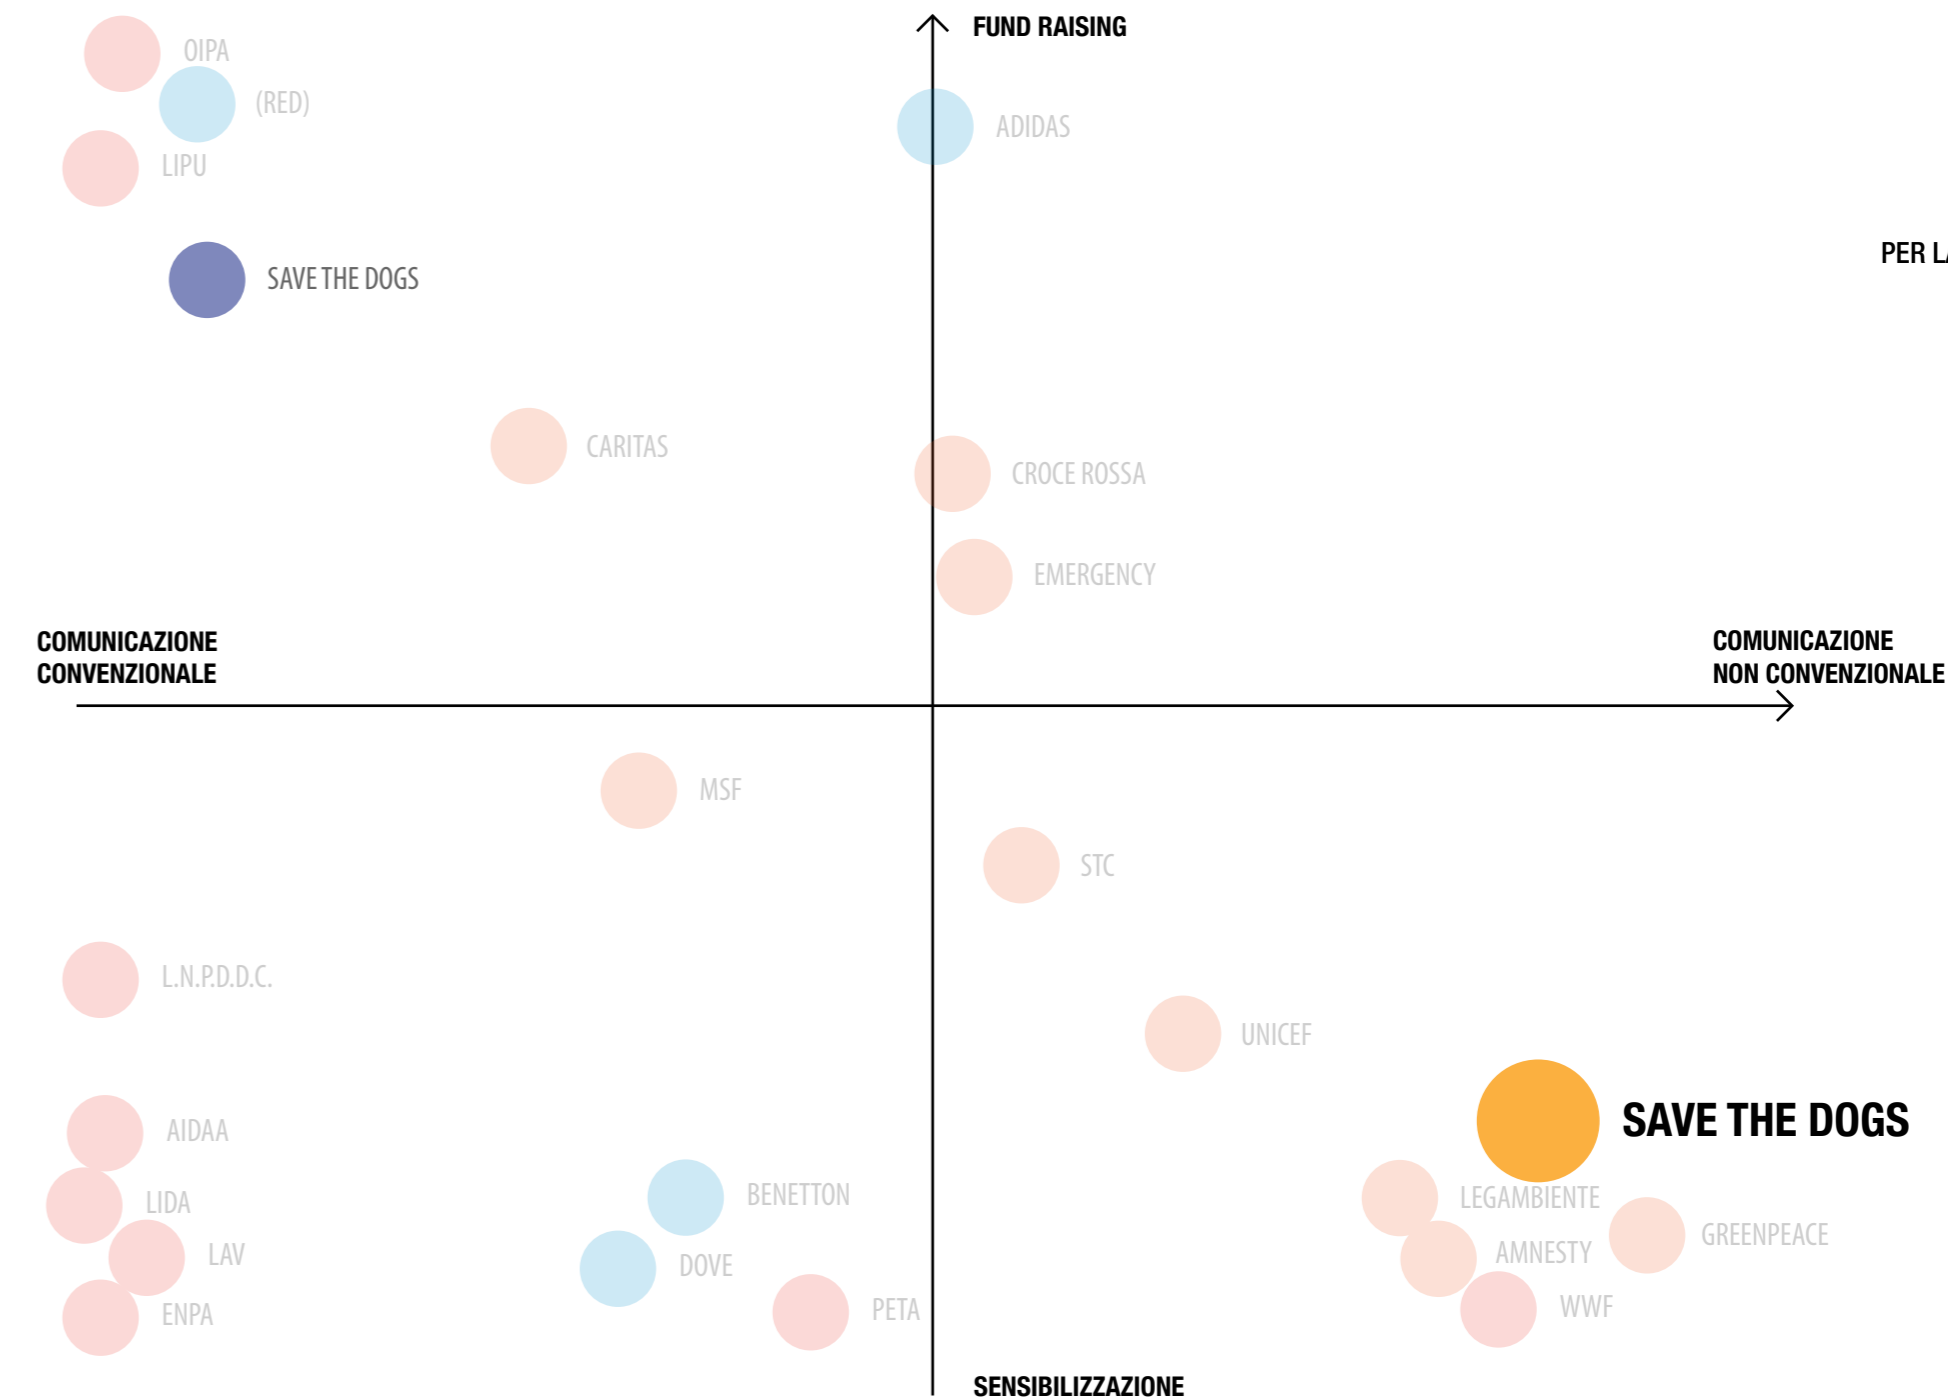 FUND RAISING
OIPA
(RED)
ADIDAS
LIPU
PER LA
SAVE THE DOGS
CARITAS
CROCE ROSSA
EMERGENCY
COMUNICAZIONE
CONVENZIONALE
COMUNICAZIONE
NON CONVENZIONALE
MSF
STC
L.N.P.D.D.C.
UNICEF
SAVE THE DOGS
AIDAA
BENETTON
LEGAMBIENTE
LIDA
GREENPEACE
AMNESTY
LAV
DOVE
WWF
PETA
ENPA
SENSIBILIZZAZIONE